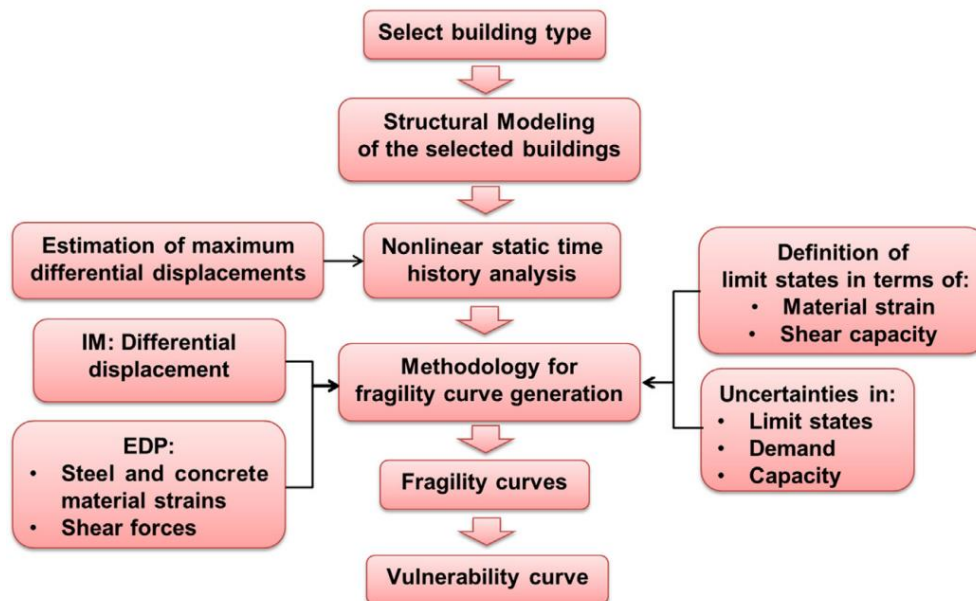 Select building type
Structural Modeling
of the selected buildings
Estimation of maximum
differential displacements
Nonlinear static time
history analysis
Definition of
limit states in terms of:
• Material strain
• Shear capacity
IM: Differential
displacement
Methodology for
fragility curve generation
Uncertainties in:
• Limit states
• Demand
• Capacity
EDP:
• Steel and concrete
material strains
• Shear forces
Fragility curves
Vulnerability curve